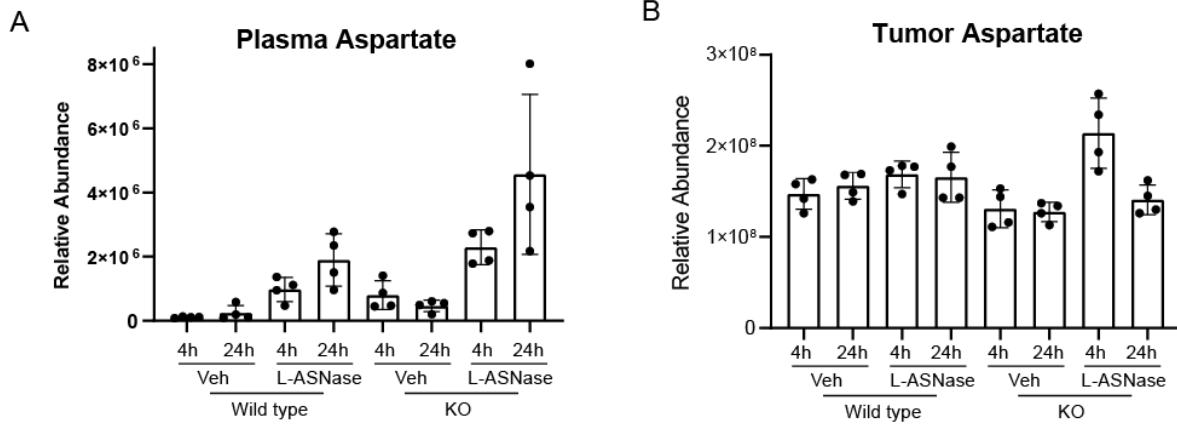 A
Plasma Aspartate
Relative Abundance
8×10⁶
6×10⁶
4×10⁶
2×10⁶
0
4h 24h 4h 24h 4h 24h 4h 24h
Veh L-ASNase Veh L-ASNase
Wild type KO
B
Tumor Aspartate
Relative Abundance
3×10⁸
2×10⁸
1×10⁸
0
4h 24h 4h 24h 4h 24h 4h 24h
Veh L-ASNase Veh L-ASNase
Wild type KO